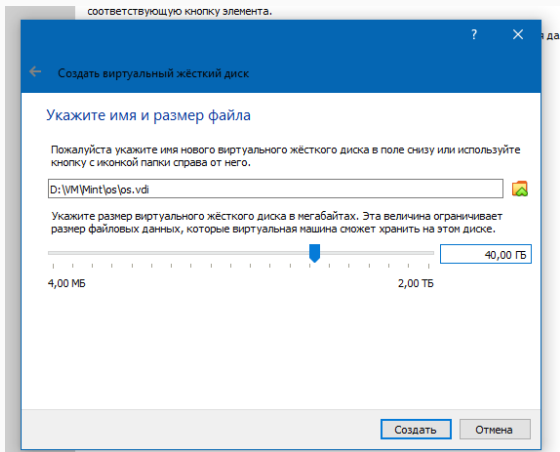 соответствующую кнопку элемента.
? ×
да
Создать виртуальный жёсткий диск
Укажите имя и размер файла
Пожалуйста укажите имя нового виртуального жёсткого диска в поле снизу или используйте
кнопку с иконкой папки справа от него.
D:\VM\Mint\os\os.vdi
Укажите размер виртуального жёсткого диска в мегабайтах. Эта величина ограничивает
размер файловых данных, которые виртуальная машина сможет хранить на этом диске.
40,00 ГБ
4,00 МБ 2,00 ТБ
Создать Отмена